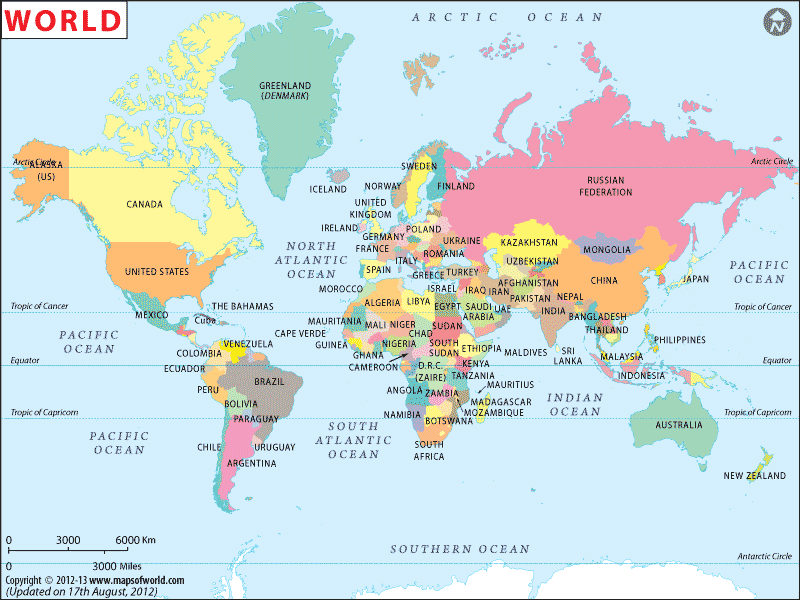 WORLD
ARCTIC OCEAN
N
GREENLAND
(DENMARK)
Arctic Circle
ALASKA
(US)
Arctic Circle
SWEDEN
RUSSIAN
FEDERATION
ICELAND
NORWAY
FINLAND
CANADA
UNITED
KINGDOM
IRELAND
POLAND
GERMANY
UKRAINE
KAZAKHSTAN
NORTH
ATLANTIC
OCEAN
FRANCE
ROMANIA
MONGOLIA
ITALY
UZBEKISTAN
UNITED STATES
SPAIN
GREECE
TURKEY
PACIFIC
OCEAN
CHINA
JAPAN
AFGHANISTAN
MOROCCO
ISRAEL
IRAQ
IRAN
PAKISTAN
NEPAL
ALGERIA
LIBYA
EGYPT
SAUDI
ARABIA
UAE
INDIA
Tropic of Cancer
THE BAHAMAS
Tropic of Cancer
MEXICO
Cuba
MAURITANIA
MALI
NIGER
SUDAN
BANGLADESH
THAILAND
PACIFIC
OCEAN
CAPE VERDE
CHAD
PHILIPPINES
VENEZUELA
GUINEA
NIGERIA
SOUTH
SUDAN
ETHIOPIA
MALDIVES
SRI
LANKA
COLOMBIA
GHANA
MALAYSIA
Equator
Equator
ECUADOR
CAMEROON
D.R.C.
(ZAIRE)
KENYA
INDONESIA
TANZANIA
BRAZIL
PERU
ANGOLA
ZAMBIA
MAURITIUS
BOLIVIA
MADAGASCAR
INDIAN
OCEAN
Tropic of Capricorn
NAMIBIA
MOZAMBIQUE
Tropic of Capricorn
PARAGUAY
BOTSWANA
AUSTRALIA
PACIFIC
OCEAN
SOUTH
ATLANTIC
OCEAN
CHILE
URUGUAY
SOUTH
AFRICA
ARGENTINA
NEW ZEALAND
0 3000 6000 Km
SOUTHERN OCEAN
Antarctic Circle
0 3000 Miles
Copyright © 2012-13 www.mapsofworld.com
(Updated on 17th August, 2012)